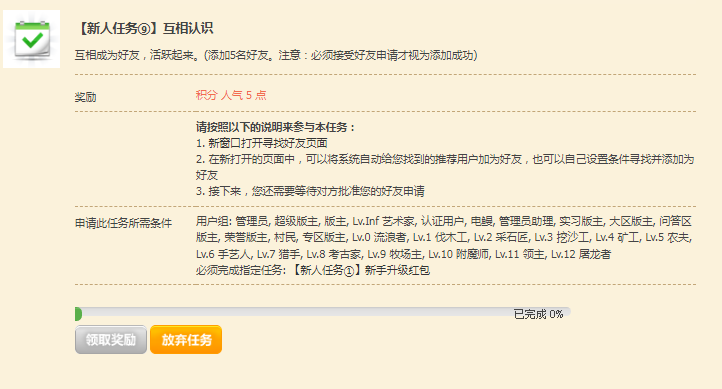 【新人任务⑨】互相认识
互相成为好友，活跃起来。(添加5名好友。注意：必须接受好友申请才视为添加成功)
奖励
积分 人气 5 点
请按照以下的说明来参与本任务：
1. 新窗口打开寻找好友页面
2. 在新打开的页面中，可以将系统自动给您找到的推荐用户加为好友，也可以自己设置条件寻找并添加为
好友
3. 接下来，您还需要等待对方批准您的好友申请
申请此任务所需条件
用户组: 管理员, 超级版主, 版主, Lv.Inf 艺术家, 认证用户, 电鳗, 管理员助理, 实习版主, 大区版主, 问答区
版主, 荣誉版主, 村民, 专区版主, Lv.0 流浪者, Lv.1 伐木工, Lv.2 采石匠, Lv.3 挖沙工, Lv.4 矿工, Lv.5 农夫,
Lv.6 手艺人, Lv.7 猎手, Lv.8 考古家, Lv.9 牧场主, Lv.10 附魔师, Lv.11 领主, Lv.12 屠龙者
必须完成指定任务: 【新人任务①】新手升级红包
已完成 0%
领取奖励 放弃任务